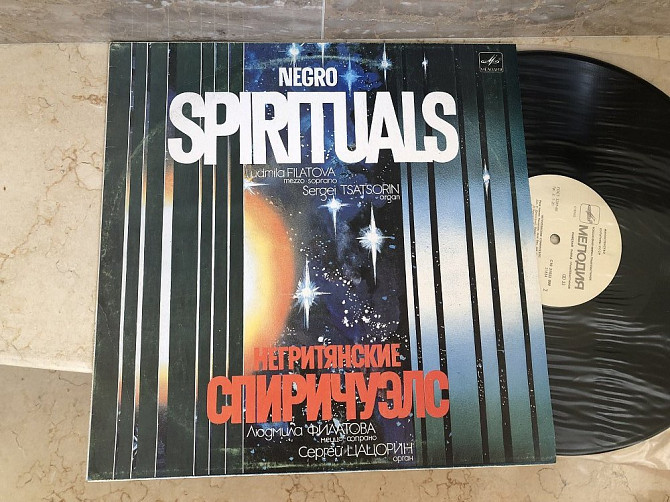 МЕЛОДИЯ
NEGRO
SPIRITUALS
Ludmila FILATOVA
mezzo-soprano
Sergei TSATSORIN
organ
НЕГРИТЯНСКИЕ
СПИРИЧУЭЛС
Людмила ФИЛАТОВА
меццо-сопрано
Сергей ЦАЦОРИН
орган
МЕЛОДИЯ